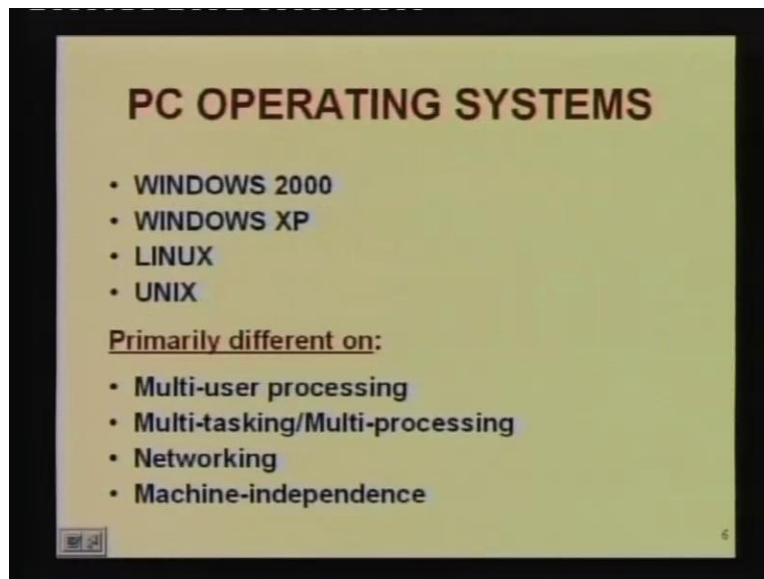 PC OPERATING SYSTEMS
• WINDOWS 2000
• WINDOWS XP
• LINUX
• UNIX
Primarily different on:
• Multi-user processing
• Multi-tasking/Multi-processing
• Networking
• Machine-independence
6